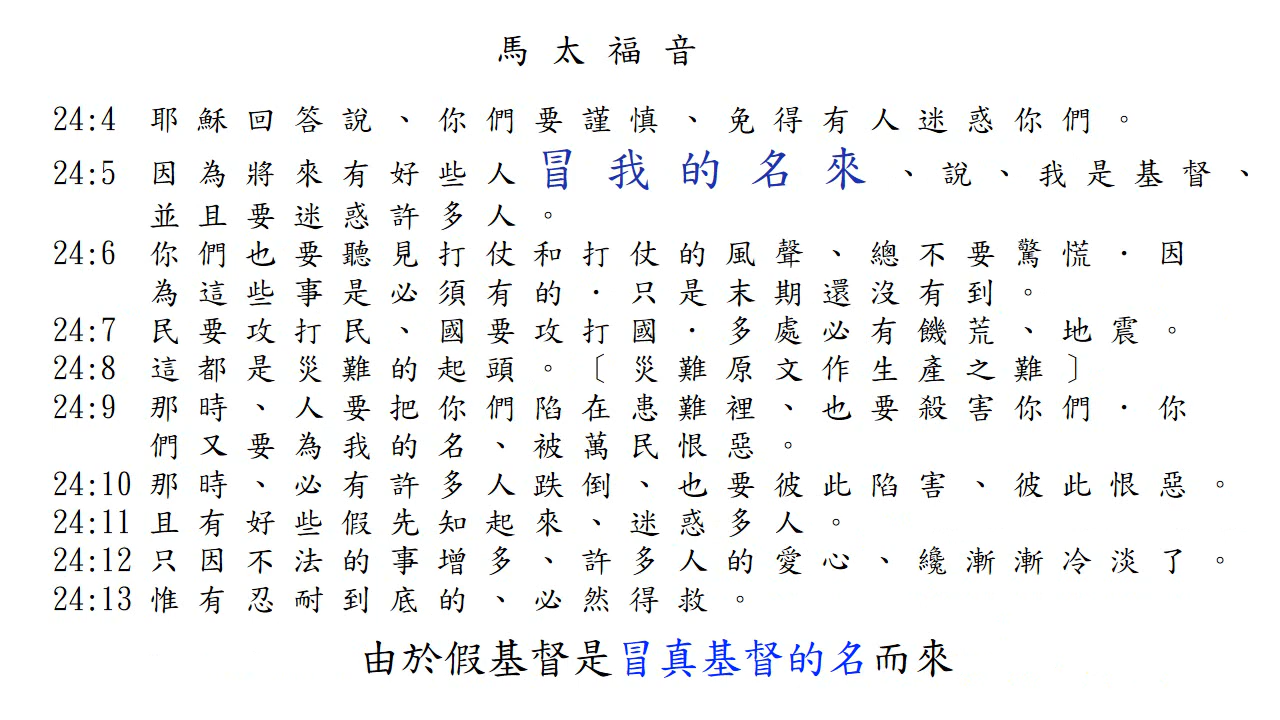 馬太福音
24:4 耶穌回答說、你們要謹慎、免得有人迷惑你們。
24:5 因為將來有好些人冒我的名來、說、我是基督、
並且要迷惑許多人。
24:6 你們也要聽見打仗和打仗的風聲、總不要驚慌．因
為這些事是必須有的．只是末期還沒有到。
24:7 民要攻打民、國要攻打國．多處必有饑荒、地震。
24:8 這都是災難的起頭。〔災難原文作生產之難〕
24:9 那時、人要把你們陷在患難裡、也要殺害你們．你
們又要為我的名、被萬民恨惡。
24:10 那時、必有許多人跌倒、也要彼此陷害、彼此恨惡。
24:11 且有好些假先知起來、迷惑多人。
24:12 只因不法的事增多、許多人的愛心、纔漸漸冷淡了。
24:13 惟有忍耐到底的、必然得救。
由於假基督是冒真基督的名而來